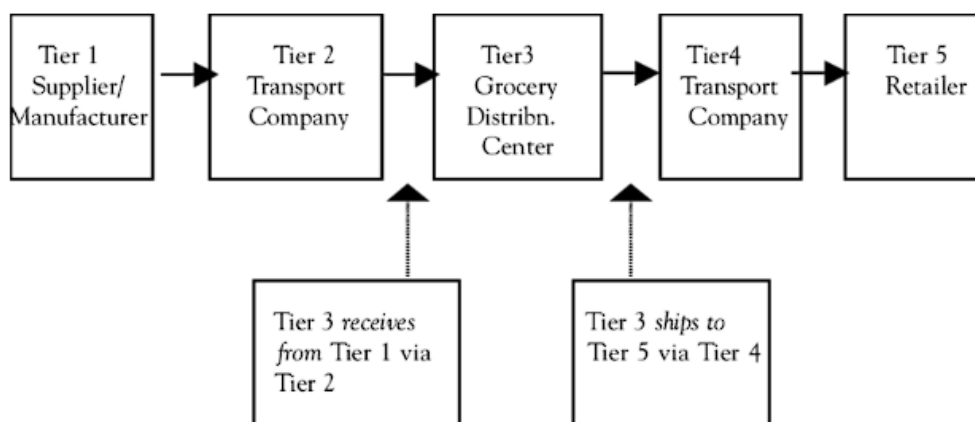 Tier 1
Supplier/
Manufacturer
Tier 2
Transport
Company
Tier3
Grocery
Distribn.
Center
Tier4
Transport
Company
Tier 5
Retailer
Tier 3 receives
from Tier 1 via
Tier 2
Tier 3 ships to
Tier 5 via Tier 4